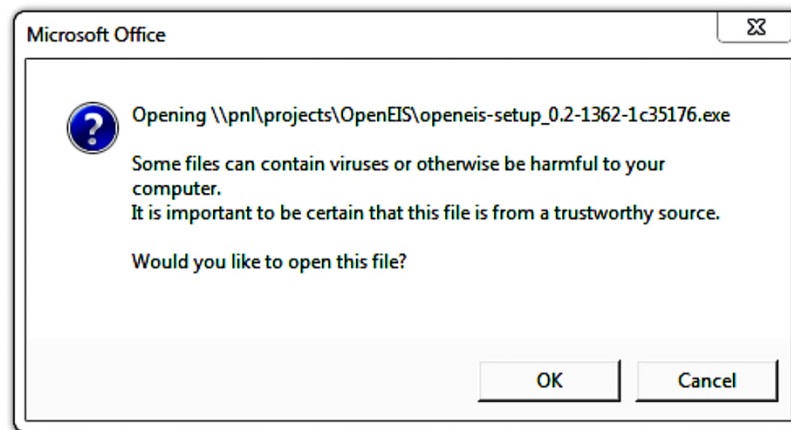 Microsoft Office
Opening \\pnl\projects\OpenEIS\openeis-setup_0.2-1362-1c35176.exe
Some files can contain viruses or otherwise be harmful to your
computer.
It is important to be certain that this file is from a trustworthy source.
Would you like to open this file?
OK
Cancel